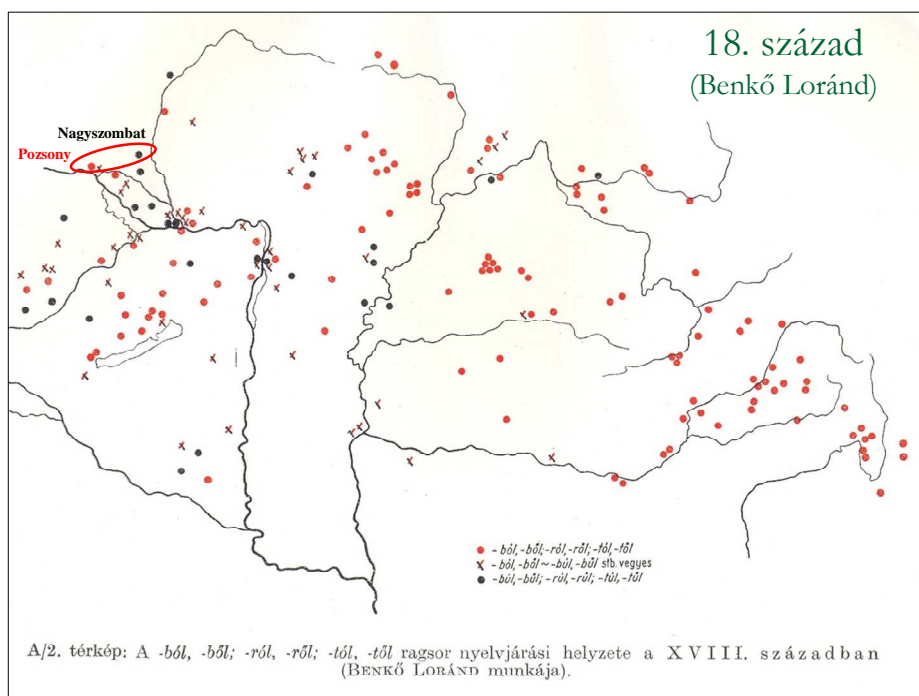 18. század
(Benkő Loránd)
Nagyszombat
Pozsony
-ból, -ből; -ról, -ről; -tól, -től
-ból, -ből ~ -búl, -bűl stb. vegyes
-búl, -bűl; -rúl, -rűl; -túl, -tűl
A/2. térkép: A -ból, -ből; -ról, -ről; -tól, -től ragsor nyelvjárási helyzete a XVIII. században
(BENKŐ LORÁND munkája).